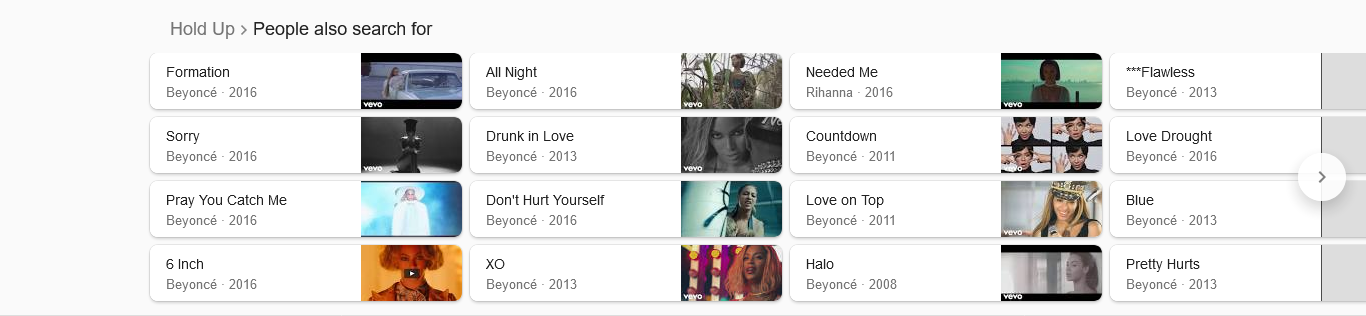 Hold Up > People also search for
Formation
Beyoncé · 2016
vevo
All Night
Beyoncé · 2016
vevo
Needed Me
Rihanna · 2016
vevo
***Flawless
Beyoncé · 2013
Sorry
Beyoncé · 2016
vevo
Drunk in Love
Beyoncé · 2013
vevo
Countdown
Beyoncé · 2011
vevo
Love Drought
Beyoncé · 2016
Pray You Catch Me
Beyoncé · 2016
Don't Hurt Yourself
Beyoncé · 2016
Love on Top
Beyoncé · 2011
vevo
Blue
Beyoncé · 2013
6 Inch
Beyoncé · 2016
XO
Beyoncé · 2013
vevo
Halo
Beyoncé · 2008
vevo
Pretty Hurts
Beyoncé · 2013